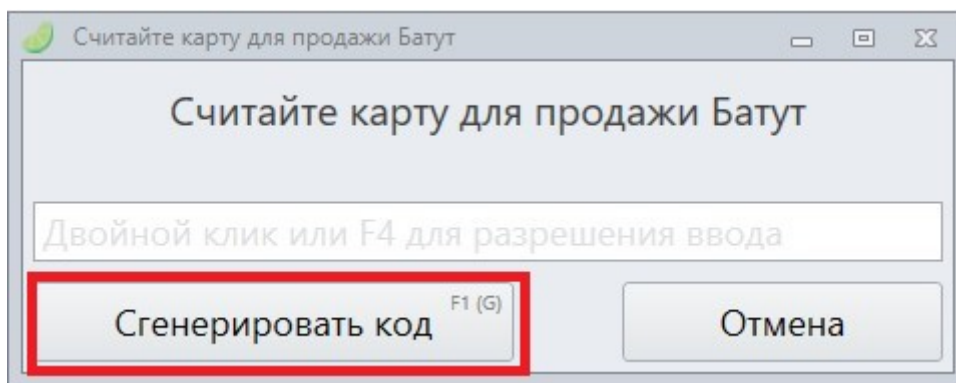 Считайте карту для продажи Батут
Считайте карту для продажи Батут
Двойной клик или F4 для разрешения ввода
Сгенерировать код F1 (G)
Отмена